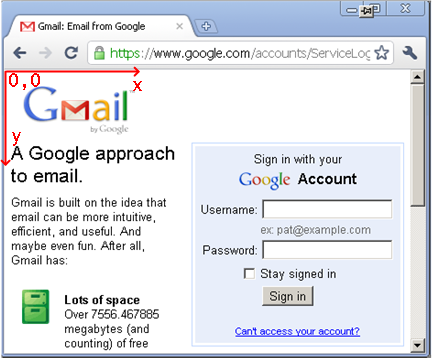 Gmail: Email from Google
https://www.google.com/accounts/ServiceLog
0,0
x
Gmail
by Google
y
A Google approach
to email.
Gmail is built on the idea that
email can be more intuitive,
efficient, and useful. And
maybe even fun. After all,
Gmail has:
Lots of space
Over 7556.467885
megabytes (and
counting) of free
Sign in with your
Google Account
Username:
ex: pat@example.com
Password:
Stay signed in
Sign in
Can't access your account?